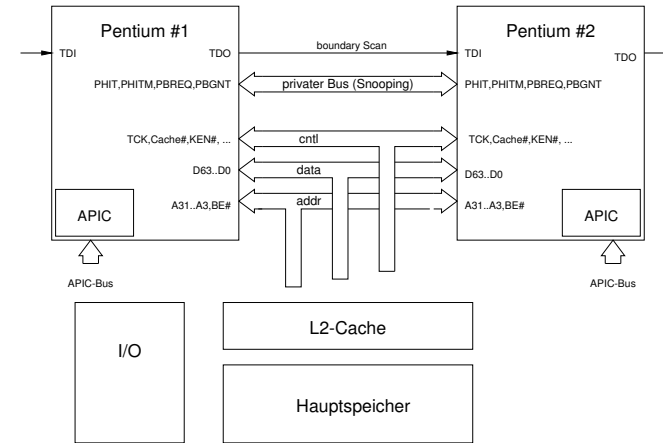 Pentium #1
Pentium #2
TDI
TDO
boundary Scan
TDI
TDO
PHIT,PHITM,PBREQ,PBGNT
privater Bus (Snooping)
PHIT,PHITM,PBREQ,PBGNT
TCK,Cache#,KEN#, ...
cntl
TCK,Cache#,KEN#, ...
D63..D0
data
D63..D0
A31..A3,BE#
addr
A31..A3,BE#
APIC
APIC
APIC-Bus
APIC-Bus
L2-Cache
I/O
Hauptspeicher